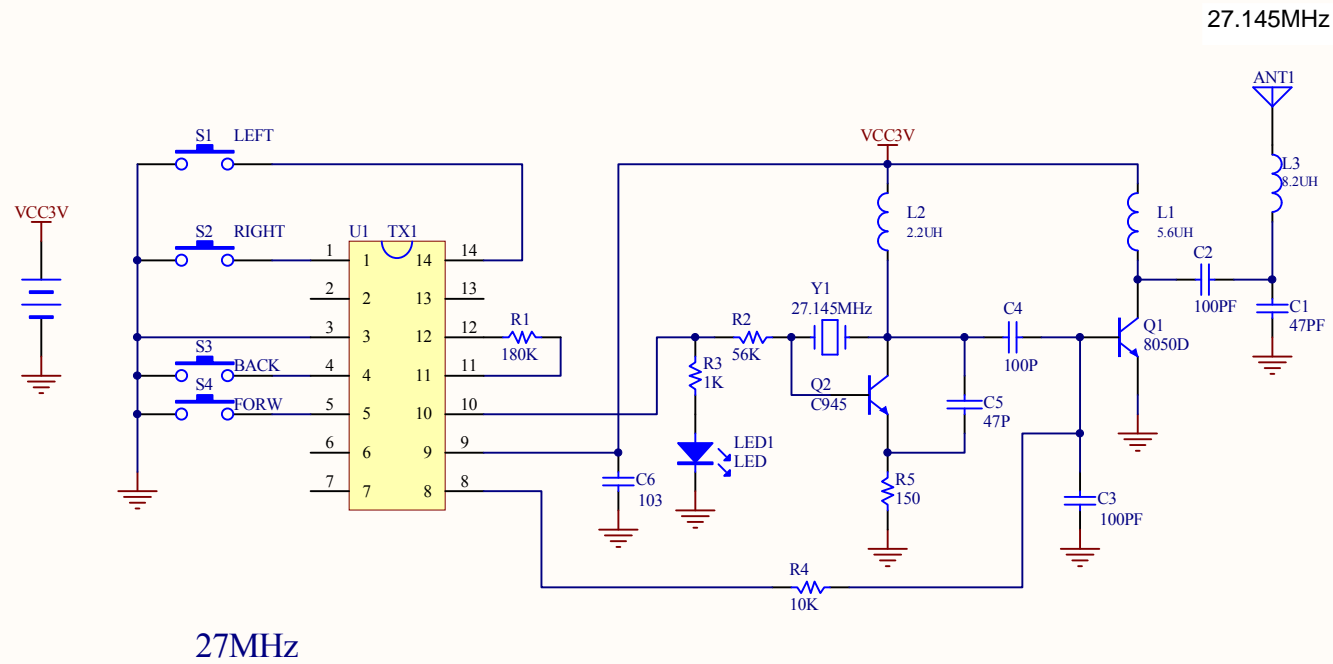 27.145MHz
ANT1
S1 LEFT
VCC3V
L3
8.2UH
VCC3V
S2 RIGHT
U1 TX1
L2
2.2UH
L1
5.6UH
1 1 14 14
C2
100PF
2 2 13 13
Y1
27.145MHz
C1
47PF
3 3 12 12
R1
180K
R2
56K
C4
100P
Q1
8050D
S3
BACK
4 4 11 11
R3
1K
Q2
C945
S4
FORW
5 5 10 10
C5
47P
6 6 9 9
LED1
LED
7 7 8 8
C6
103
R5
150
C3
100PF
R4
10K
27MHz